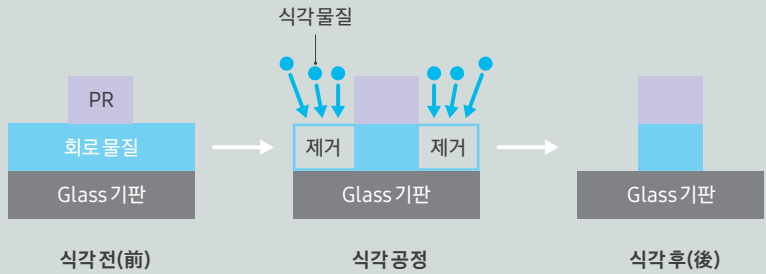 식각 물질
PR
회로 물질
제거
제거
Glass 기판
Glass 기판
Glass 기판
식각 전(前)
식각 공정
식각 후(後)